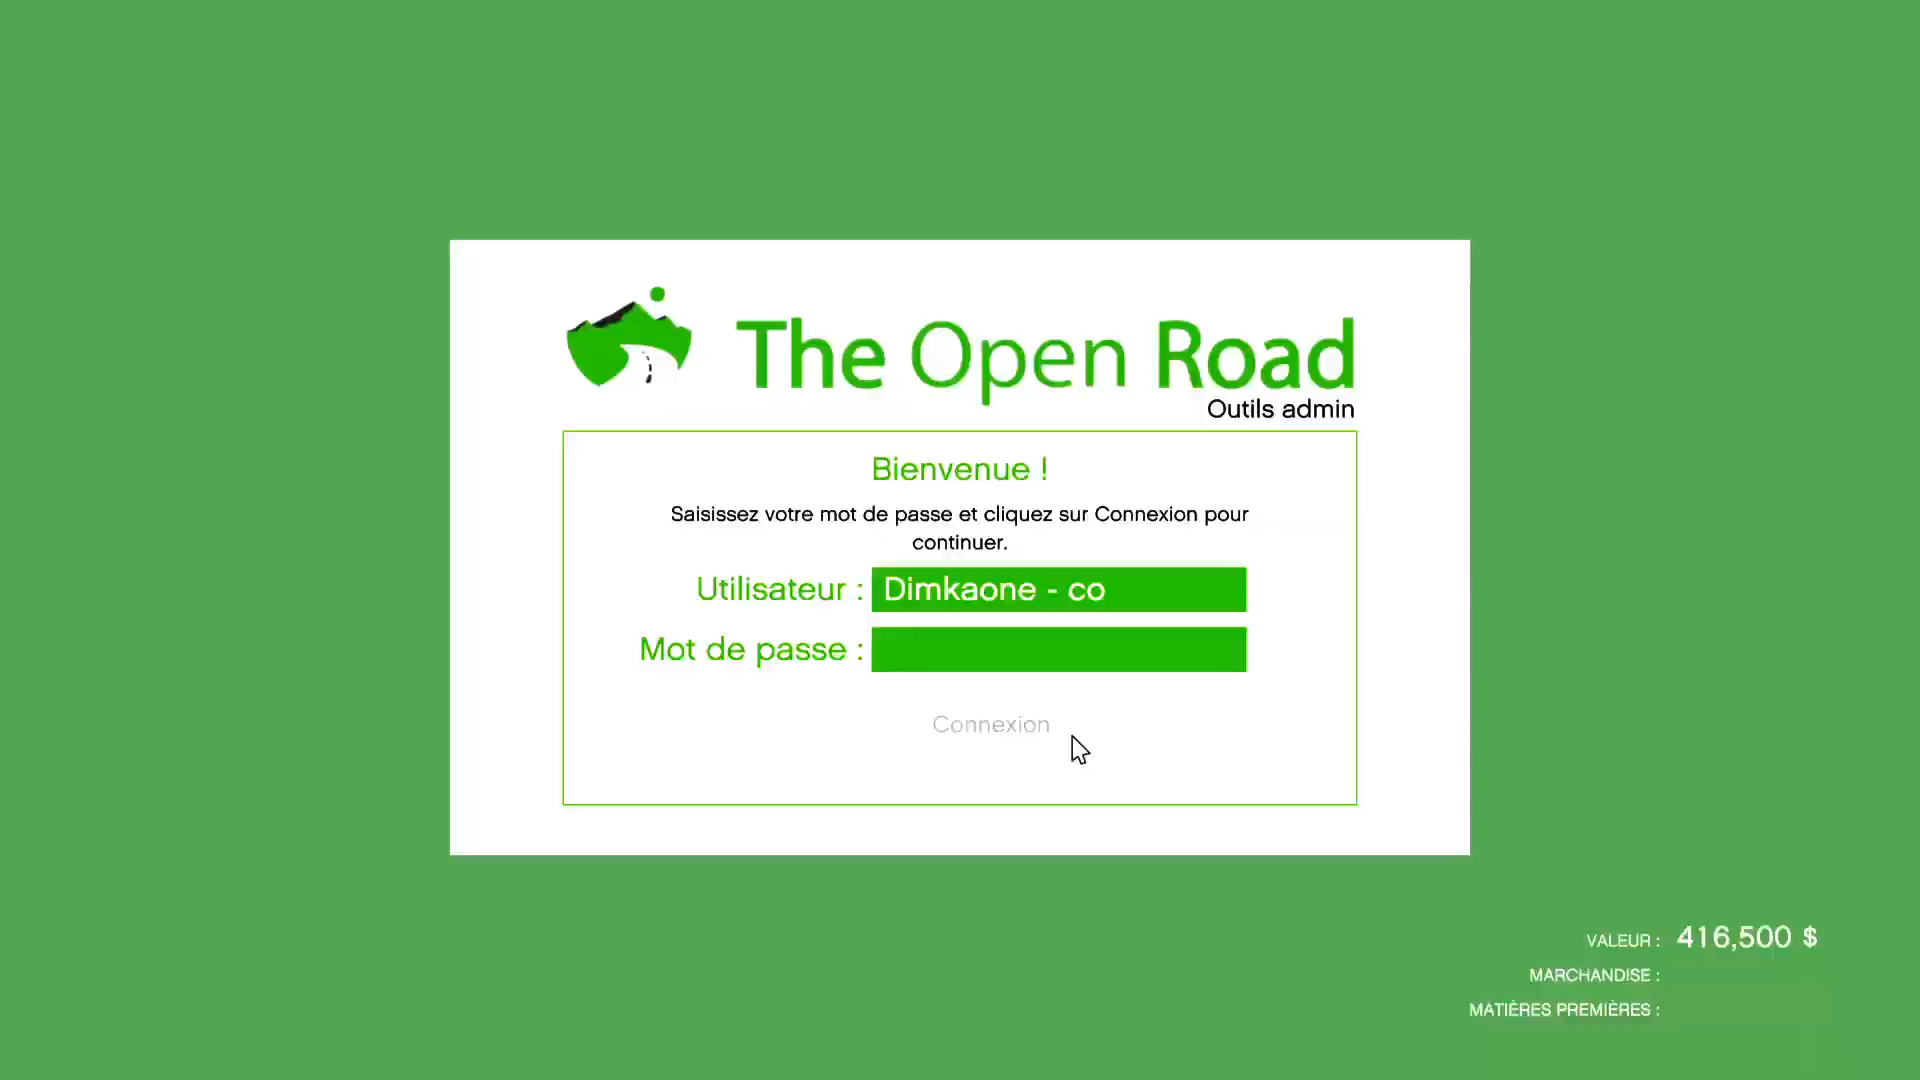 The Open Road
Outils admin
Bienvenue !
Saisissez votre mot de passe et cliquez sur Connexion pour
continuer.
Utilisateur : Dimkaone - co
Mot de passe :
Connexion
VALEUR : 416,500 $
MARCHANDISE :
MATIÈRES PREMIÈRES :